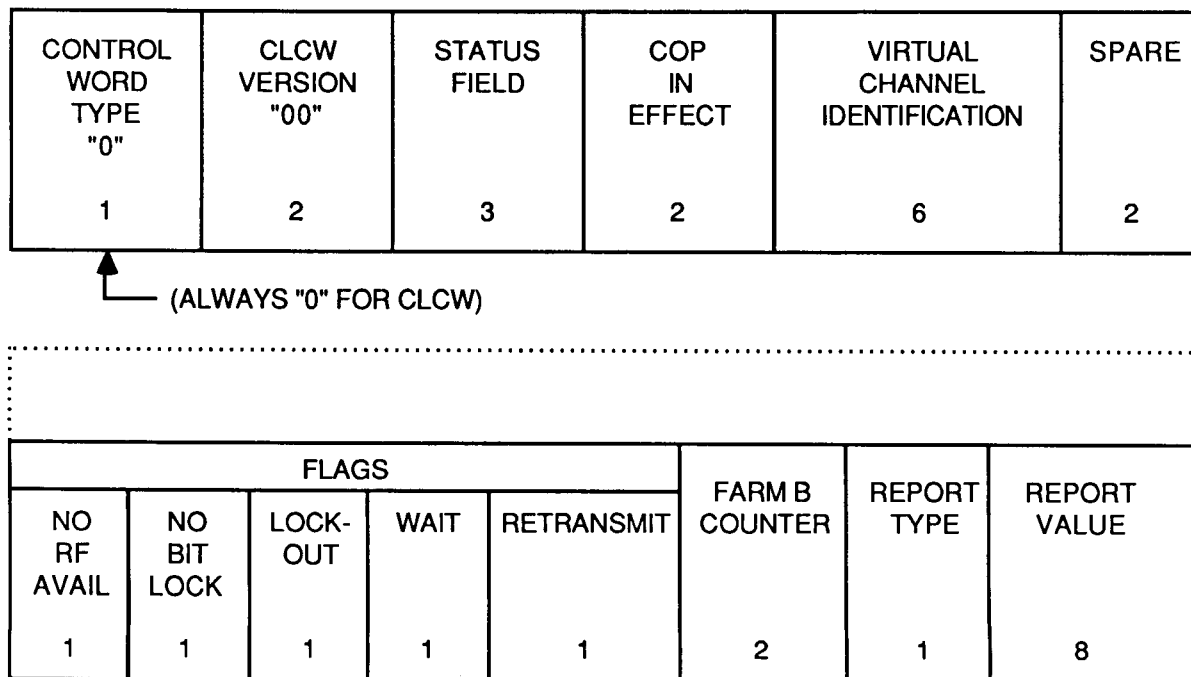 CONTROL
WORD
TYPE
"0"
1
CLCW
VERSION
"00"
2
STATUS
FIELD
3
COP
IN
EFFECT
2
VIRTUAL
CHANNEL
IDENTIFICATION
6
SPARE
2
(ALWAYS "0" FOR CLCW)
FLAGS
NO
RF
AVAIL
1
NO
BIT
LOCK
1
LOCK-
OUT
1
WAIT
1
RETRANSMIT
1
FARM B
COUNTER
2
REPORT
TYPE
1
REPORT
VALUE
8